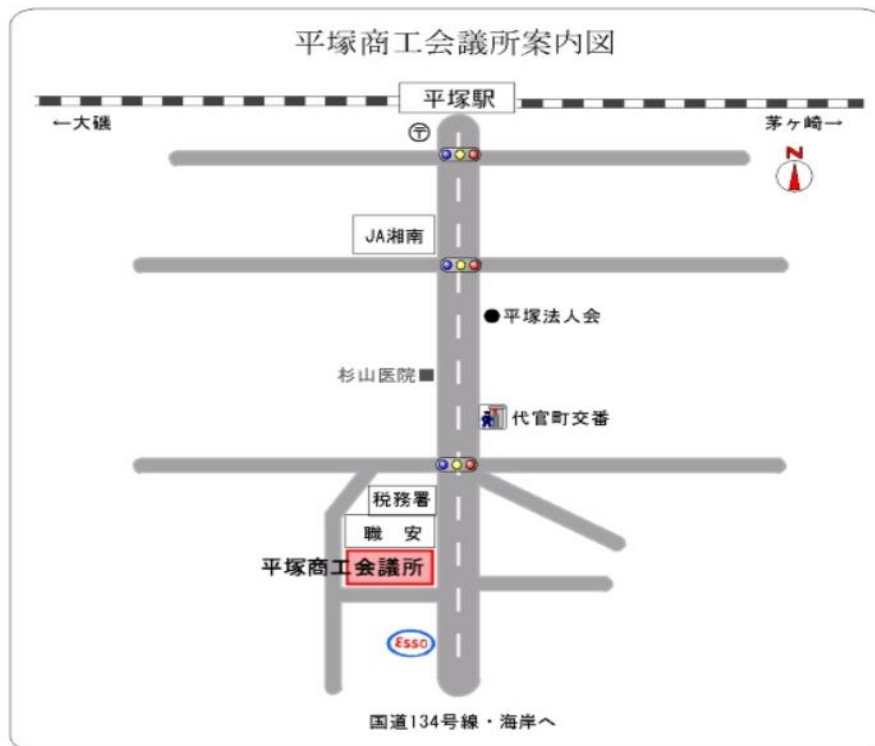 平塚商工会議所案内図
平塚駅
←大磯
茅ヶ崎→
〒
N
JA湘南
平塚法人会
杉山医院
代官町交番
税務署
職 安
平塚商工会議所
Esso
国道134号線・海岸へ